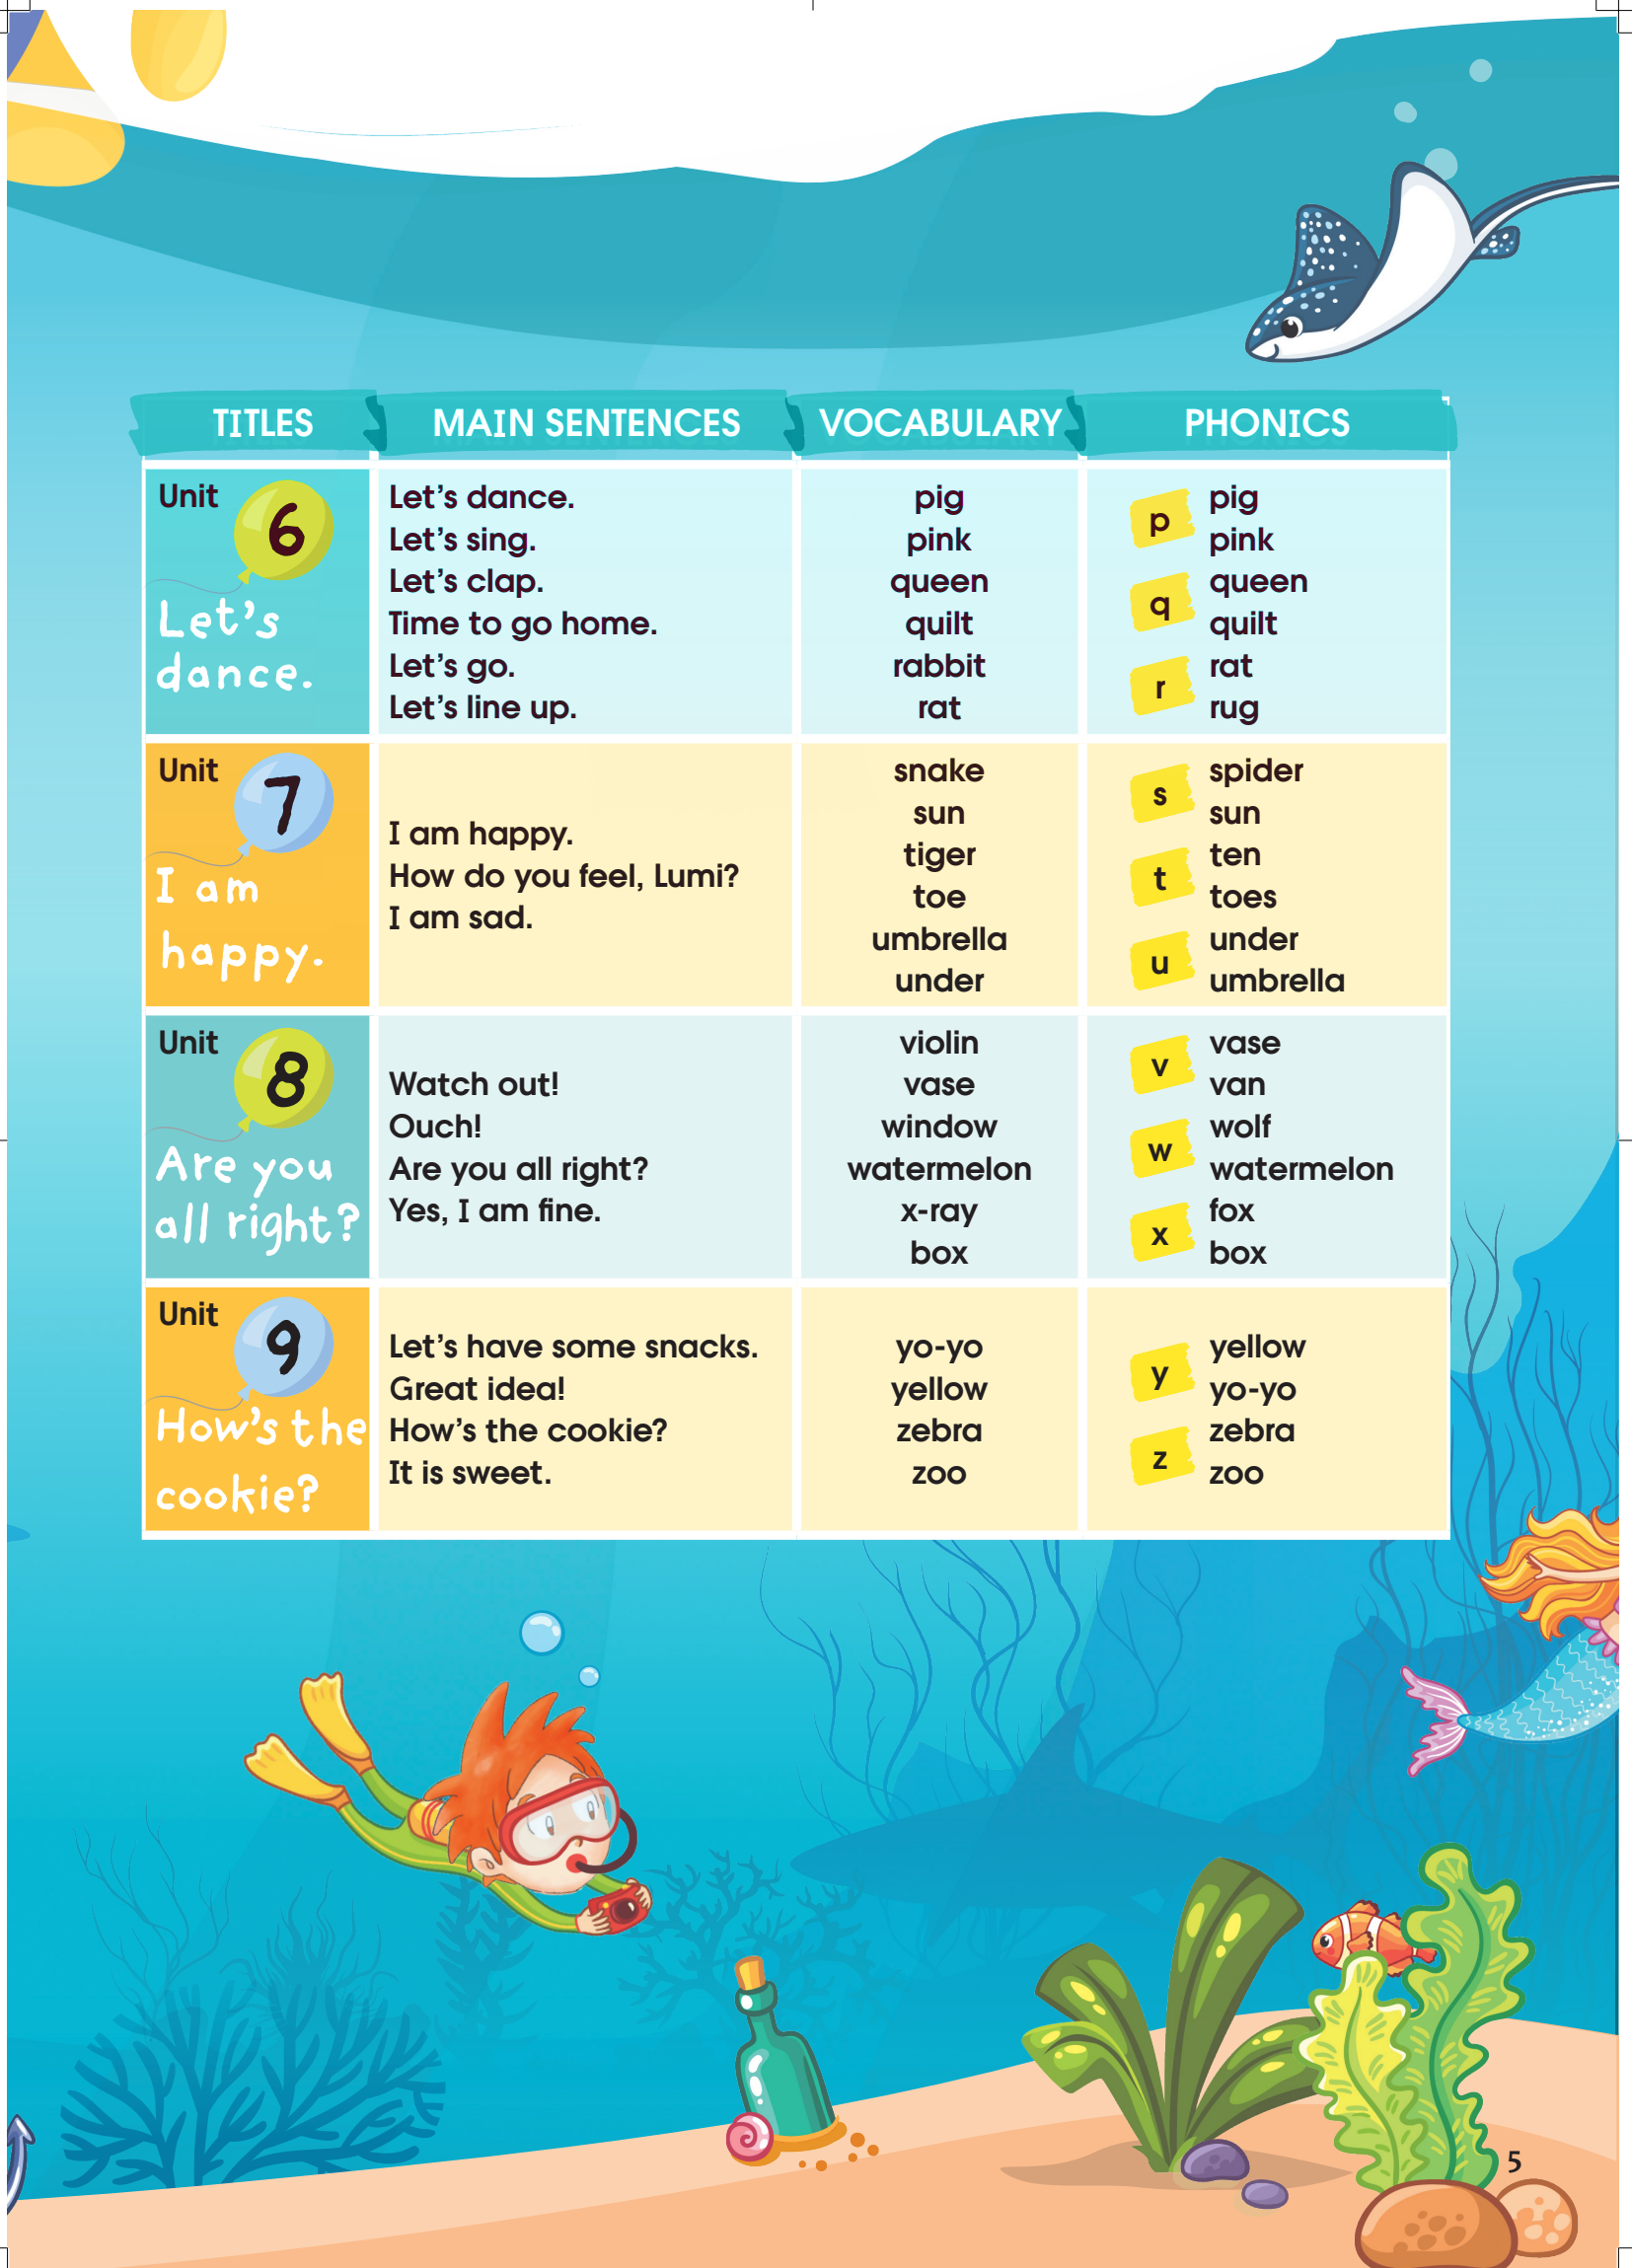 TITLES MAIN SENTENCES VOCABULARY PHONICS
Unit 6
Let's
dance.
Let's dance.
Let's sing.
Let's clap.
Time to go home.
Let's go.
Let's line up.
pig
pink
queen
quilt
rabbit
rat
p
pig
pink
q
queen
quilt
r
rat
rug
Unit 7
I am
happy.
I am happy.
How do you feel, Lumi?
I am sad.
snake
sun
tiger
toe
umbrella
under
s
spider
sun
t
ten
toes
u
under
umbrella
Unit 8
Are you
all right?
Watch out!
Ouch!
Are you all right?
Yes, I am fine.
violin
vase
window
watermelon
x-ray
box
v
vase
van
w
wolf
watermelon
x
fox
box
Unit 9
How's the
cookie?
Let's have some snacks.
Great idea!
How's the cookie?
It is sweet.
yo-yo
yellow
zebra
zoo
y
yellow
yo-yo
z
zebra
zoo
5